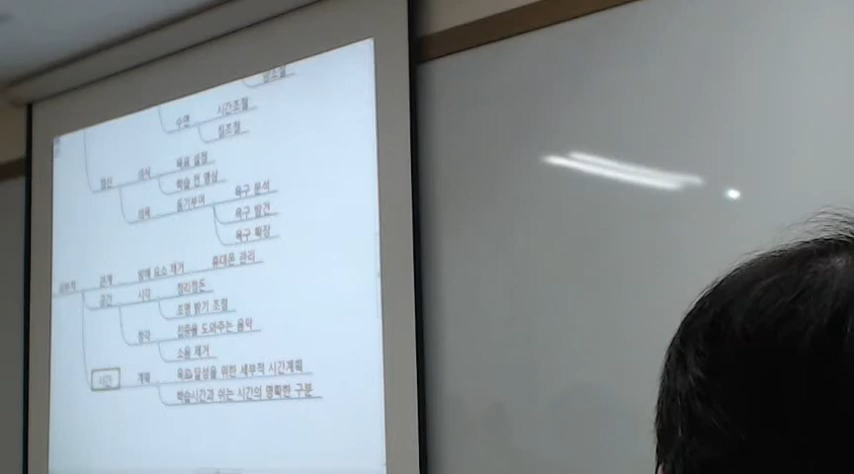 수면 시간조절
잠조절
정신 의식 목표 설정
학습 전 명상
의욕 동기부여 욕구 분석
욕구 발견
욕구 확장
관계 방해 요소 제거 휴대폰 관리
공간 시각 정리정돈
조명 밝기 조절
청각 집중을 도와주는 음악
소음 제거
시간 계획 목표 달성을 위한 세부적 시간계획
학습시간과 쉬는 시간의 명확한 구분